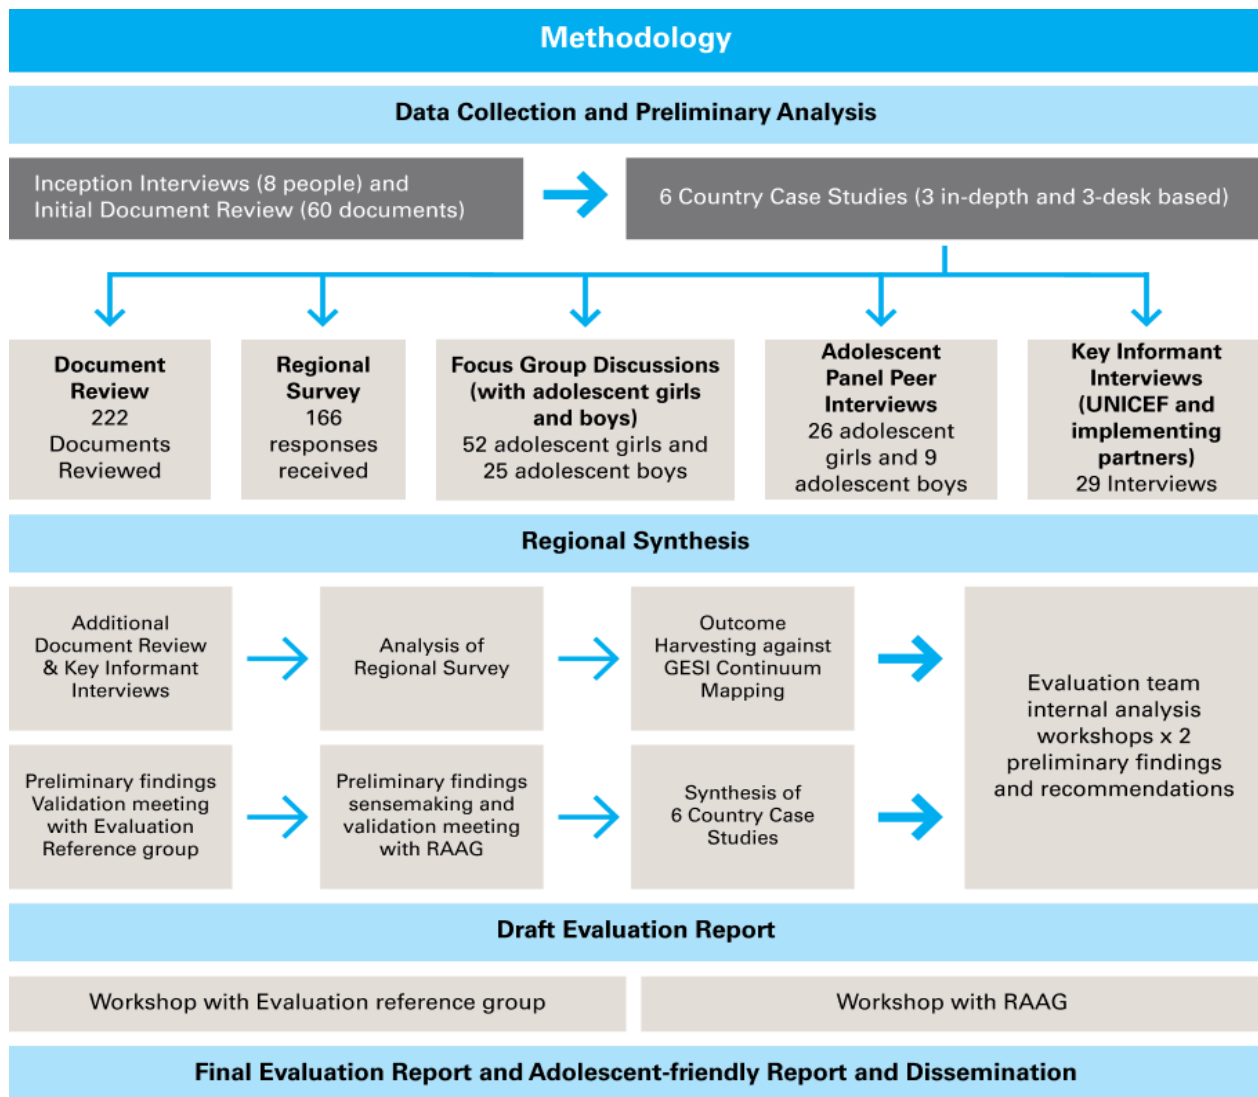 Methodology
Data Collection and Preliminary Analysis
Inception Interviews (8 people) and
Initial Document Review (60 documents)
6 Country Case Studies (3 in-depth and 3-desk based)
Document
Review
222
Documents
Reviewed
Regional
Survey
166
responses
received
Focus Group Discussions
(with adolescent girls
and boys)
52 adolescent girls and
25 adolescent boys
Adolescent
Panel Peer
Interviews
26 adolescent
girls and 9
adolescent boys
Key Informant
Interviews
(UNICEF and
implementing
partners)
29 Interviews
Regional Synthesis
Additional
Document Review
& Key Informant
Interviews
Analysis of
Regional Survey
Outcome
Harvesting against
GESI Continuum
Mapping
Evaluation team
internal analysis
workshops x 2
preliminary findings
and recommendations
Preliminary findings
Validation meeting
with Evaluation
Reference group
Preliminary findings
sensemaking and
validation meeting
with RAAG
Synthesis of
6 Country Case
Studies
Draft Evaluation Report
Workshop with Evaluation reference group
Workshop with RAAG
Final Evaluation Report and Adolescent-friendly Report and Dissemination